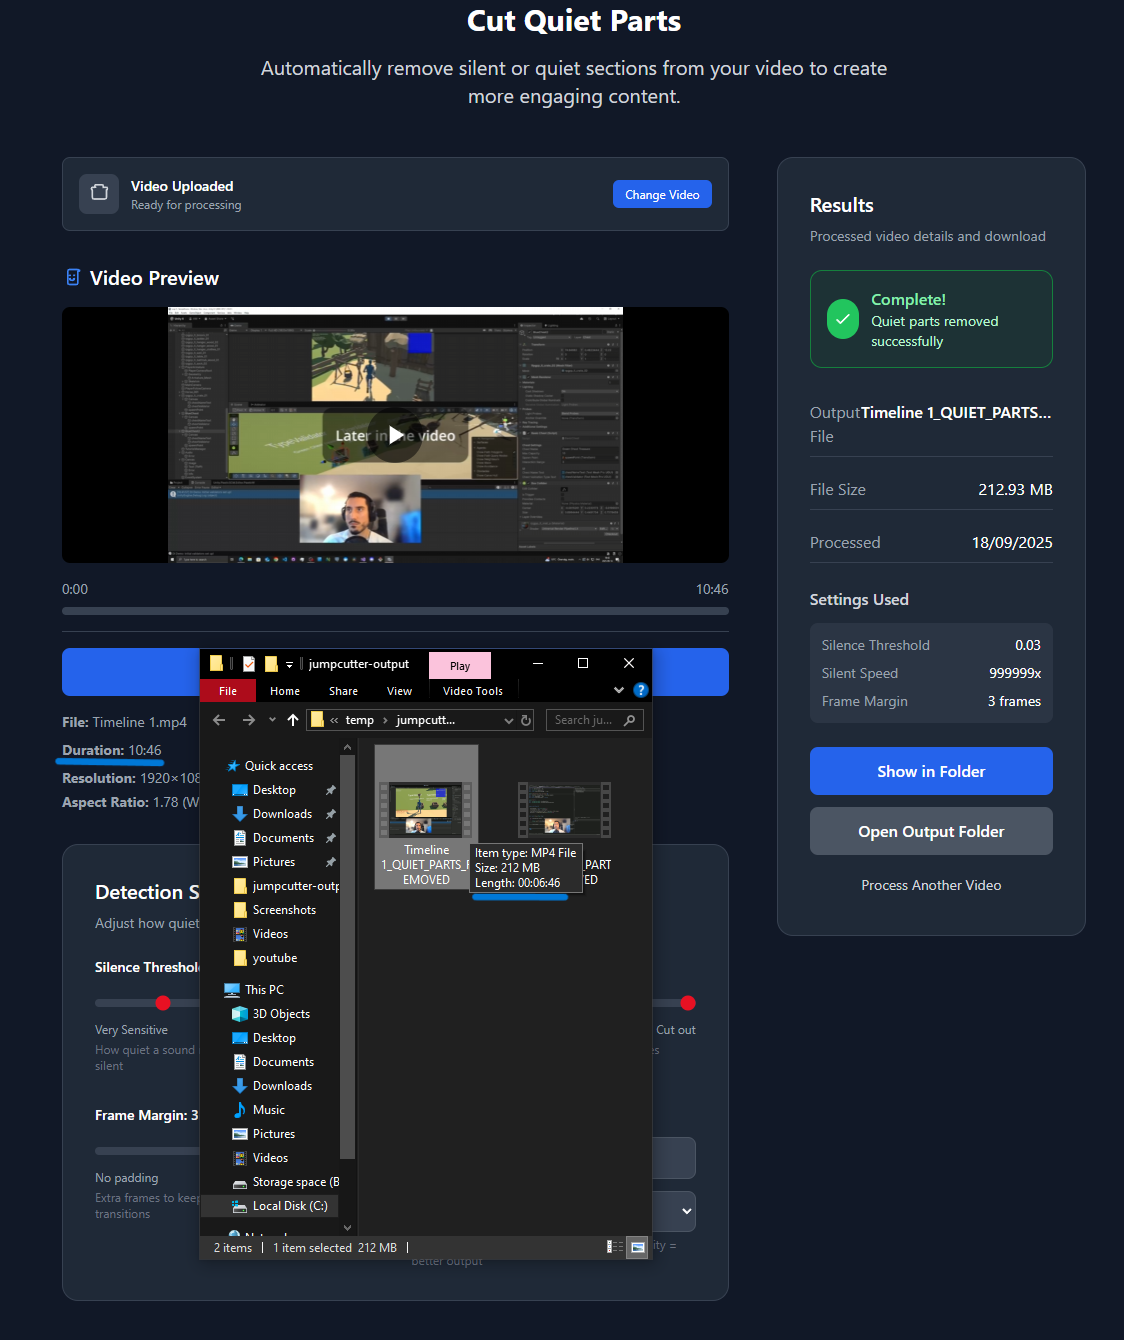 Cut Quiet Parts
Automatically remove silent or quiet sections from your video to create
more engaging content.
Video Uploaded
Ready for processing
Change Video
Video Preview
Later in the video
0:00
10:46
File: Timeline 1.mp4
Duration: 10:46
Resolution: 1920×108
Aspect Ratio: 1.78 (W
Detection S
Adjust how quiet
Silence Threshold
Very Sensitive
How quiet a sound
silent
Cut out
Frame Margin: 3
No padding
Extra frames to keep
transitions
ity =
better output
jumpcutter-output
Play
File
Home
Share
View
Video Tools
temp
jumpcutt...
Search ju...
Quick access
Desktop
Downloads
Documents
Pictures
jumpcutter-outp
Screenshots
Videos
youtube
This PC
3D Objects
Desktop
Documents
Downloads
Music
Pictures
Videos
Storage space (B
Local Disk (C:)
Timeline
1_QUIET_PARTS_R
EMOVED
_PART
ED
Item type: MP4 File
Size: 212 MB
Length: 00:06:46
2 items
1 item selected 212 MB
Results
Processed video details and download
Complete!
Quiet parts removed
successfully
Output Timeline 1_QUIET_PARTS...
File
File Size 212.93 MB
Processed 18/09/2025
Settings Used
Silence Threshold 0.03
Silent Speed 999999x
Frame Margin 3 frames
Show in Folder
Open Output Folder
Process Another Video